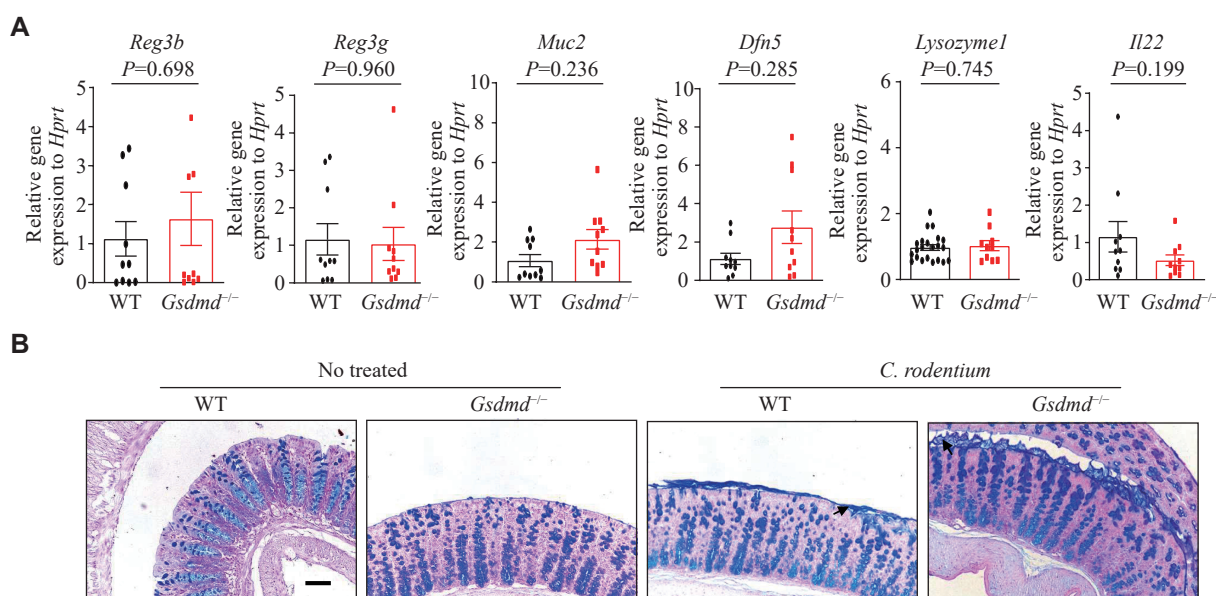 A
Reg3b
P=0.698
Relative gene
expression to Hprt
5
4
3
2
1
0
WT
Gsdmd⁻/⁻
Reg3g
P=0.960
Relative gene
expression to Hprt
5
4
3
2
1
0
WT
Gsdmd⁻/⁻
Muc2
P=0.236
Relative gene
expression to Hprt
10
8
6
4
2
0
WT
Gsdmd⁻/⁻
Dfn5
P=0.285
Relative gene
expression to Hprt
10
8
6
4
2
0
WT
Gsdmd⁻/⁻
Lysozyme1
P=0.745
Relative gene
expression to Hprt
6
4
2
0
WT
Gsdmd⁻/⁻
Il22
P=0.199
Relative gene
expression to Hprt
5
4
3
2
1
0
WT
Gsdmd⁻/⁻
B
No treated
C. rodentium
WT
Gsdmd⁻/⁻
WT
Gsdmd⁻/⁻